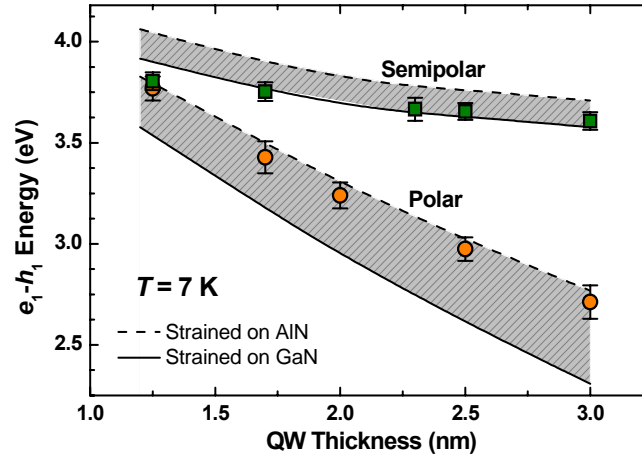 4.0
3.5
3.0
2.5
e₁-h₁ Energy (eV)
Semipolar
Polar
T = 7 K
Strained on AlN
Strained on GaN
1.0 1.5 2.0 2.5 3.0
QW Thickness (nm)